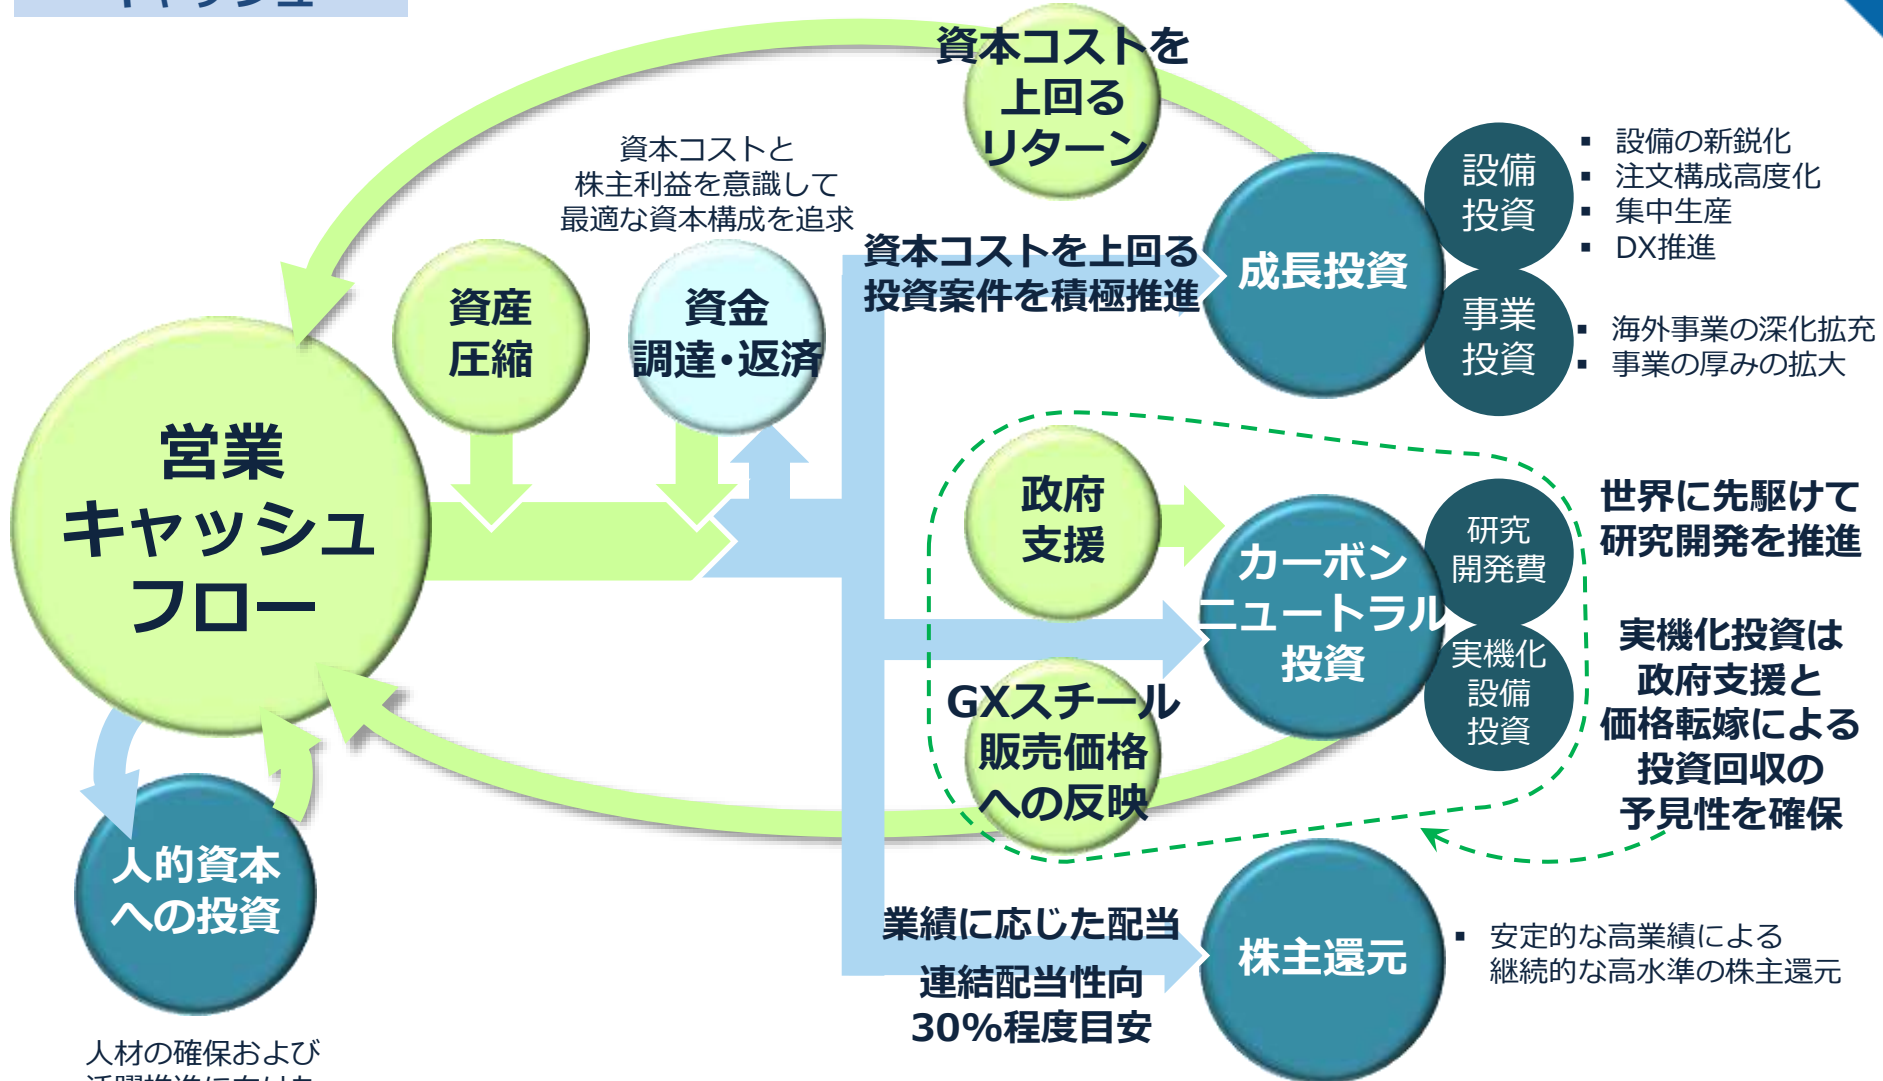 キャッシュ
資本コストを
上回る
リターン
資本コストと
株主利益を意識して
最適な資本構成を追求
設備
投資
▪ 設備の新鋭化
▪ 注文構成高度化
▪ 集中生産
▪ DX推進
資本コストを上回る
投資案件を積極推進
成長投資
資産
圧縮
資金
調達・返済
事業
投資
▪ 海外事業の深化拡充
▪ 事業の厚みの拡大
営業
キャッシュ
フロー
政府
支援
カーボン
ニュートラル
投資
研究
開発費
世界に先駆けて
研究開発を推進
実機化
設備
投資
実機化投資は
政府支援と
価格転嫁による
投資回収の
予見性を確保
GXスチール
販売価格
への反映
人的資本
への投資
業績に応じた配当
連結配当性向
30%程度目安
株主還元
▪ 安定的な高業績による
継続的な高水準の株主還元
人材の確保および
活躍推進に向けた